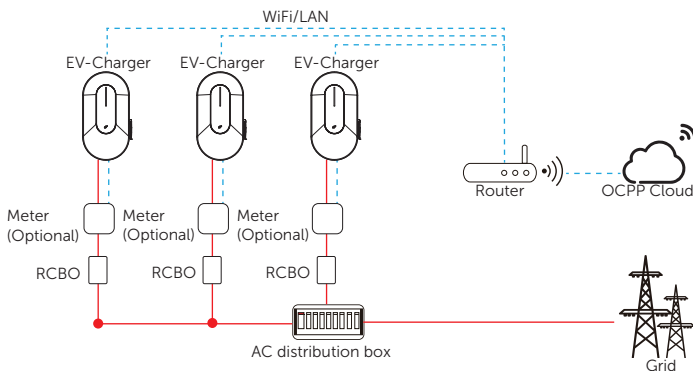 WiFi/LAN
EV-Charger
EV-Charger
EV-Charger
Router
OCPP Cloud
Meter
(Optional)
Meter
(Optional)
Meter
(Optional)
RCBO
RCBO
RCBO
AC distribution box
Grid